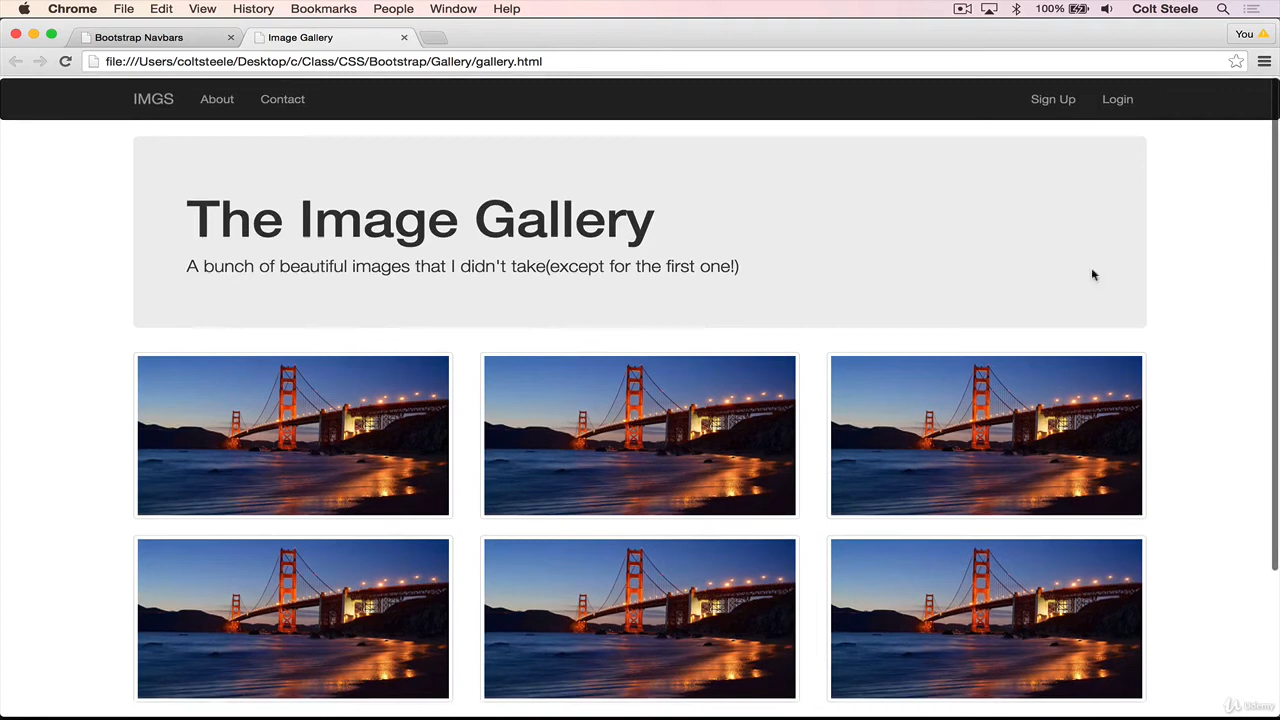 Chrome File Edit View History Bookmarks People Window Help 100% Colt Steele
Bootstrap Navbars Image Gallery You
file:///Users/coltsteele/Desktop/c/Class/CSS/Bootstrap/Gallery/gallery.html
IMGS About Contact Sign Up Login
The Image Gallery
A bunch of beautiful images that I didn't take(except for the first one!)
Udemy